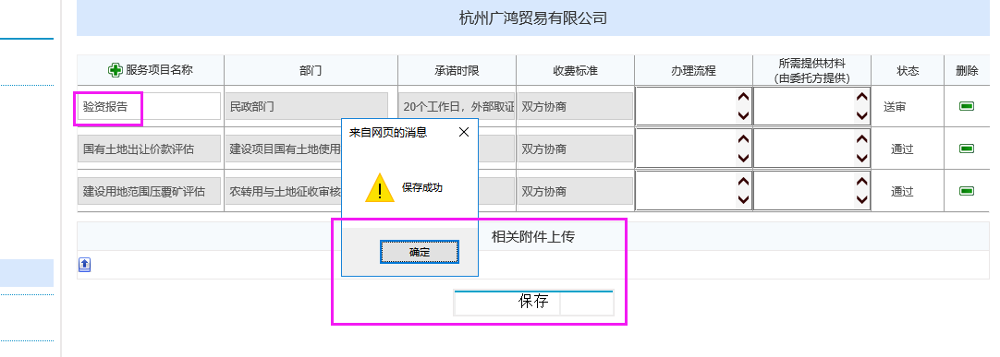 杭州广鸿贸易有限公司
服务项目名称 部门 承诺时限 收费标准 办理流程 所需提供材料 状态 删除
(由委托方提供)
验资报告 民政部门 20个工作日，外部取证 双方协商 送审
来自网页的消息
国有土地出让价款评估 建设项目国有土地使用 双方协商 通过
保存成功
建设用地范围压覆矿评估 农转用与土地征收审核 双方协商 通过
相关附件上传
确定
保存